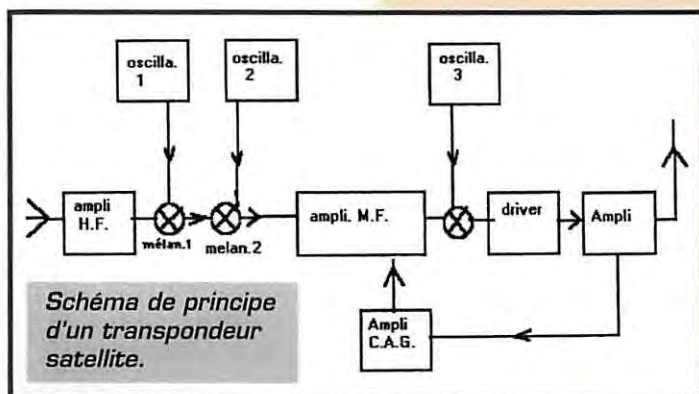 oscilla.
1
oscilla.
2
oscilla.
3
ampli
H.F.
mélan.1
melan.2
ampli. M.F.
driver
Ampli
Ampli
C.A.G.
Schéma de principe
d'un transpondeur
satellite.